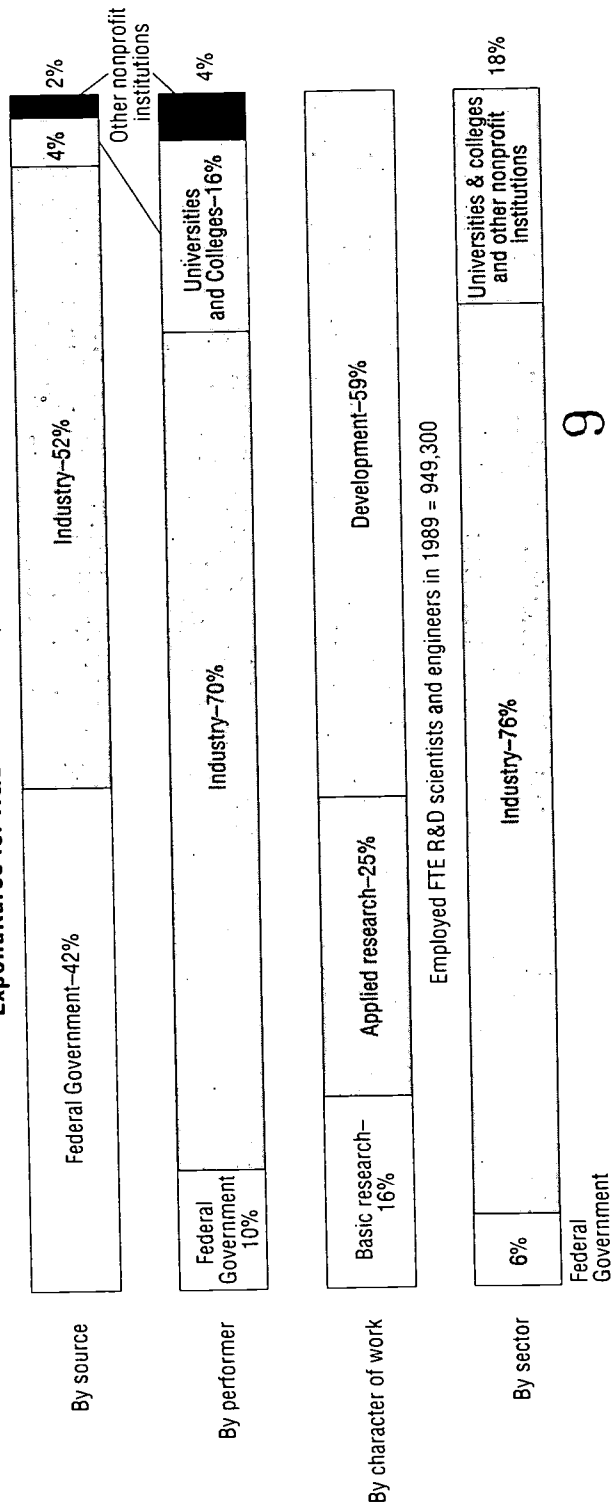 By source
Federal Government–42%
Industry–52%
4%
2%
Other nonprofit
institutions
By performer
Federal
Government
10%
Industry–70%
Universities
and Colleges–16%
4%
By character of work
Basic research–
16%
Applied research–25%
Development–59%
Employed FTE R&D scientists and engineers in 1989 = 949,300
By sector
6%
Federal
Government
Industry–76%
Universities & colleges
and other nonprofit
Institutions
18%
9